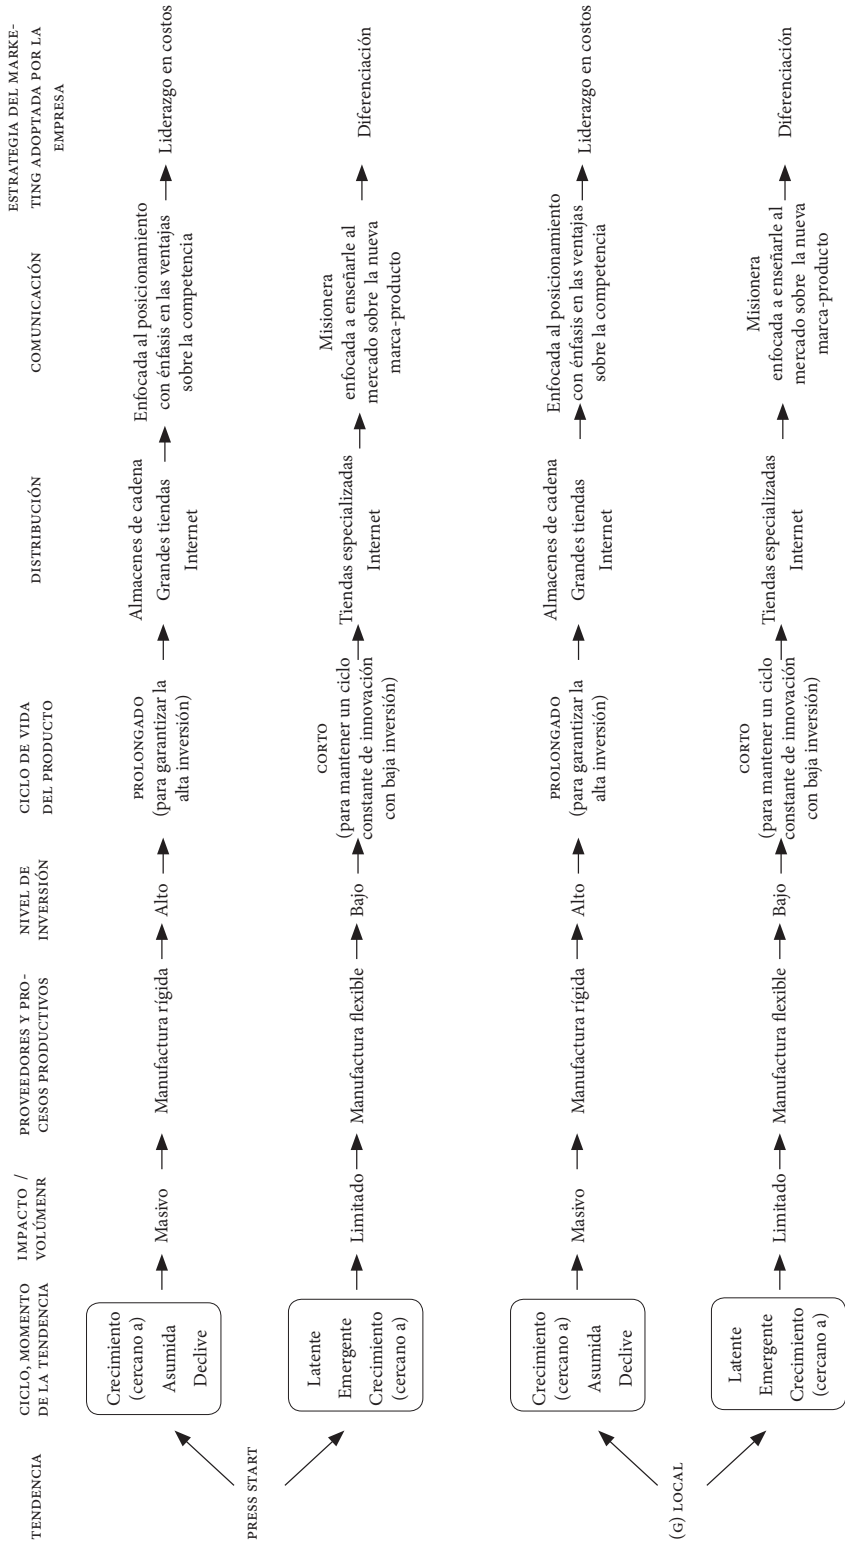 TENDENCIA
CICLO, MOMENTO
DE LA TENDENCIA
IMPACTO /
VOLÚMENR
PROVEEDORES Y PRO-
CESOS PRODUCTIVOS
NIVEL DE
INVERSIÓN
CICLO DE VIDA
DEL PRODUCTO
DISTRIBUCIÓN
COMUNICACIÓN
ESTRATEGIA DEL MARKE-
TING ADOPTADA POR LA
EMPRESA
PRESS START
Crecimiento
(cercano a)
Asumida
Declive
Masivo
Manufactura rígida
Alto
PROLONGADO
(para garantizar la
alta inversión)
Almacenes de cadena
Grandes tiendas
Internet
Enfocada al posicionamiento
con énfasis en las ventajas
sobre la competencia
Liderazgo en costos
Latente
Emergente
Crecimiento
(cercano a)
Limitado
Manufactura flexible
Bajo
CORTO
(para mantener un ciclo
constante de innovación
con baja inversión)
Tiendas especializadas
Internet
Misionera
enfocada a enseñarle al
mercado sobre la nueva
marca-producto
Diferenciación
(G) LOCAL
Crecimiento
(cercano a)
Asumida
Declive
Masivo
Manufactura rígida
Alto
PROLONGADO
(para garantizar la
alta inversión)
Almacenes de cadena
Grandes tiendas
Internet
Enfocada al posicionamiento
con énfasis en las ventajas
sobre la competencia
Liderazgo en costos
Latente
Emergente
Crecimiento
(cercano a)
Limitado
Manufactura flexible
Bajo
CORTO
(para mantener un ciclo
constante de innovación
con baja inversión)
Tiendas especializadas
Internet
Misionera
enfocada a enseñarle al
mercado sobre la nueva
marca-producto
Diferenciación